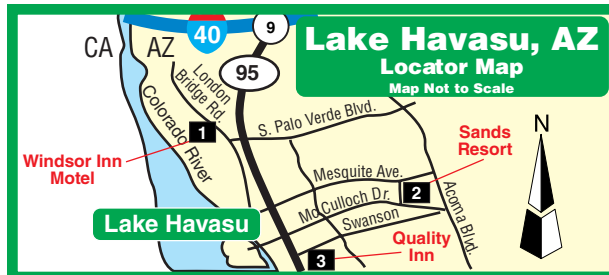 Lake Havasu, AZ
Locator Map
Map Not to Scale
40
9
95
CA
AZ
London
Bridge Rd.
Colorado River
S. Palo Verde Blvd.
1
Windsor Inn
Motel
Sands
Resort
N
Mesquite Ave.
2
McCulloch Dr.
Swanson
Acoma Blvd.
Lake Havasu
Quality
Inn
3